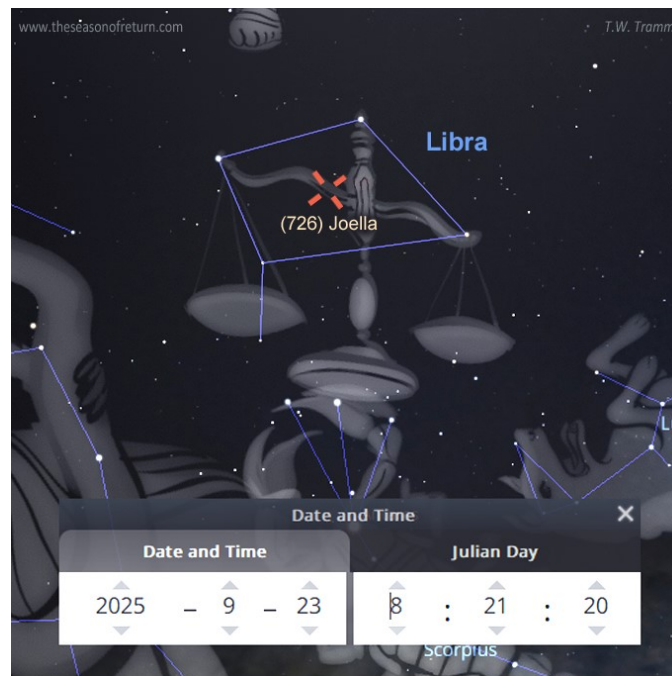 www.theseasonofreturn.com
T.W. Tramm
Libra
(726) Joella
L
Date and Time
Date and Time
Julian Day
2025 – 9 – 23
8 : 21 : 20
Scorpius